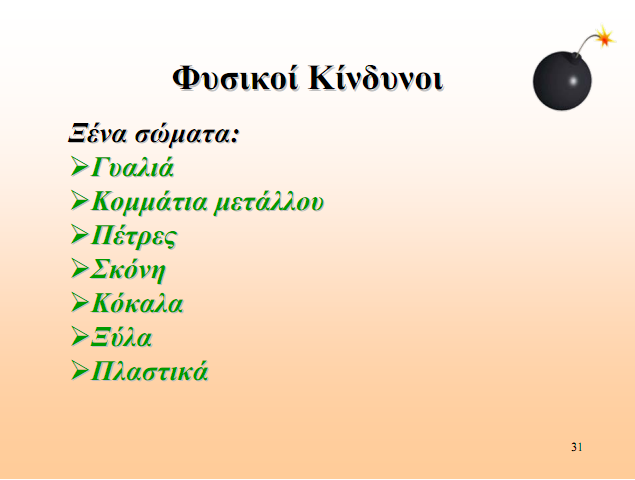 Φυσικοί Κίνδυνοι
Ξένα σώματα:
➢Γυαλιά
➢Κομμάτια μετάλλου
➢Πέτρες
➢Σκόνη
➢Κόκαλα
➢Ξύλα
➢Πλαστικά
31